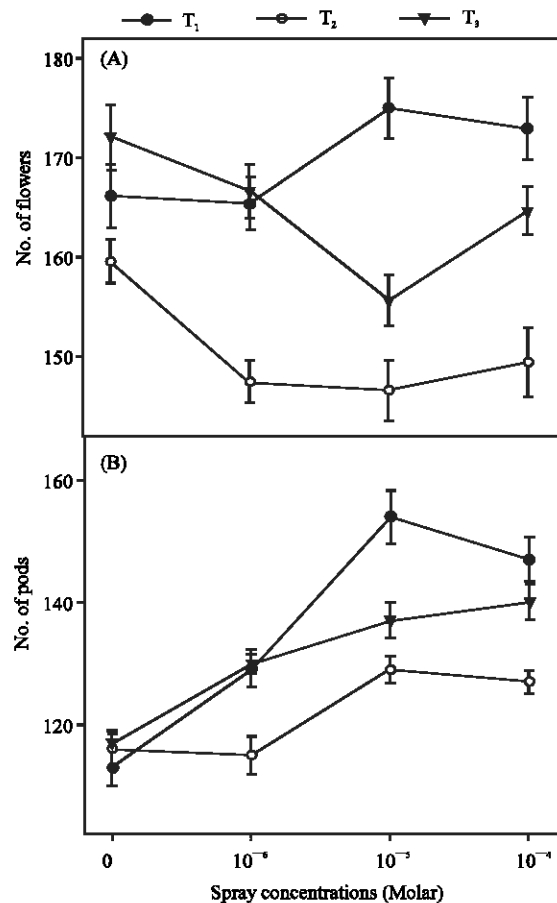 T₁ T₂ T₃
(A)
No. of flowers
180
170
160
150
(B)
No. of pods
160
140
120
0 10⁻⁶ 10⁻⁵ 10⁻⁴
Spray concentrations (Molar)